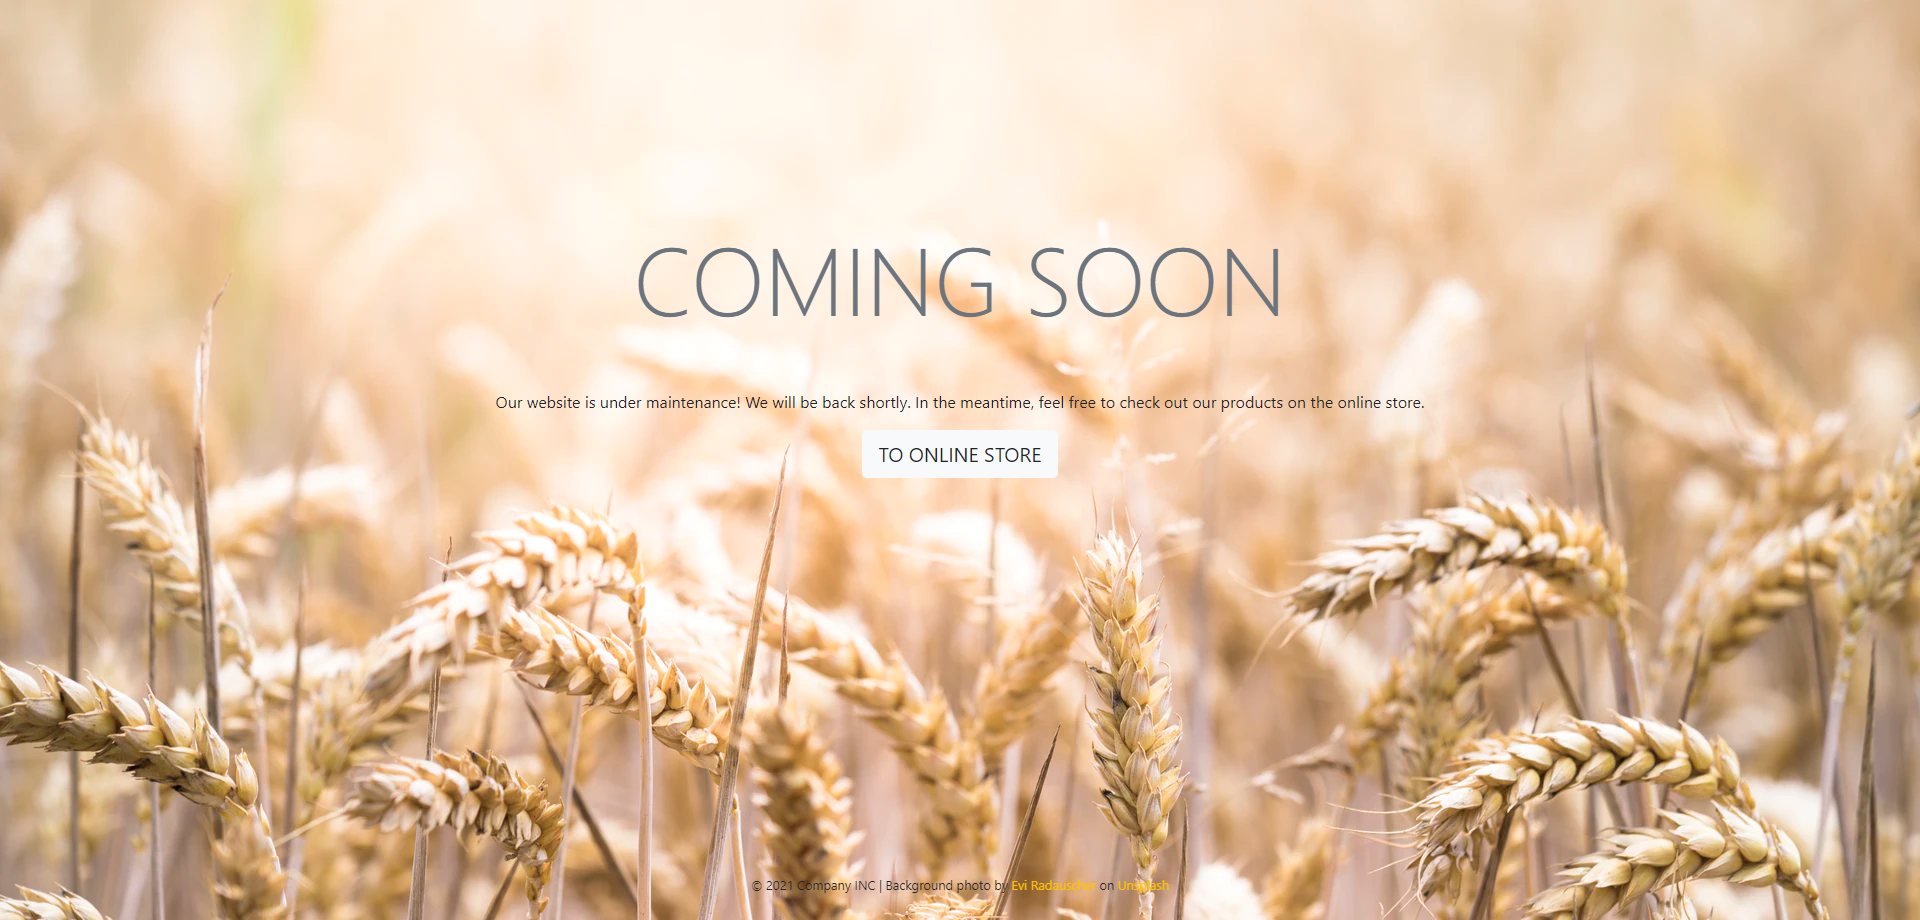 COMING SOON
Our website is under maintenance! We will be back shortly. In the meantime, feel free to check out our products on the online store.
TO ONLINE STORE
© 2021 Company INC | Background photo by Evi Radauscher on Unsplash